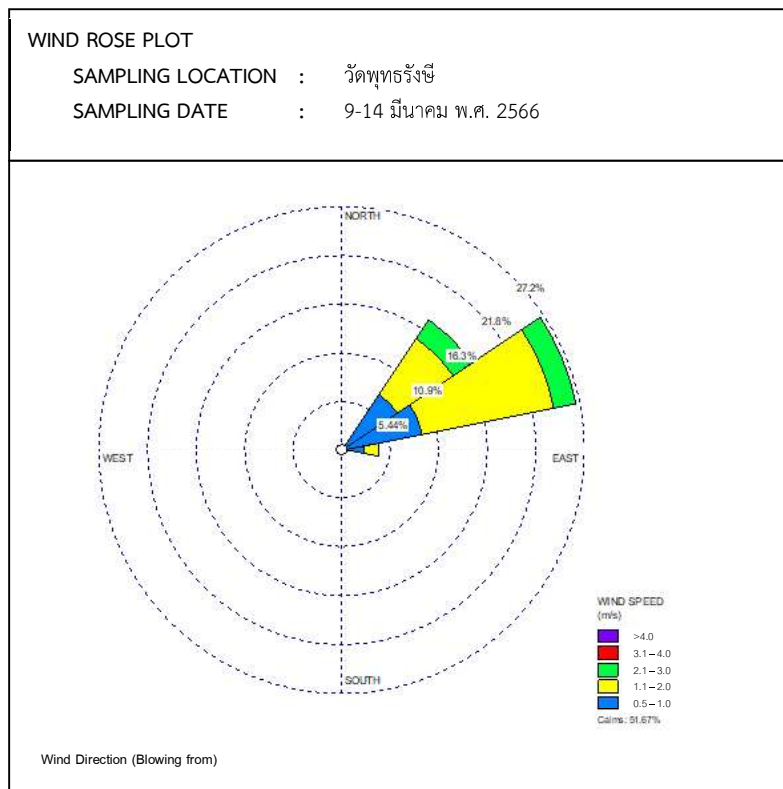 WIND ROSE PLOT
SAMPLING LOCATION : วัดพุทธรังษี
SAMPLING DATE : 9-14 มีนาคม พ.ศ. 2566
NORTH
27.2%
21.8%
16.3%
10.9%
5.44%
WEST
EAST
WIND SPEED
(m/s)
>4.0
3.1 – 4.0
2.1 – 3.0
1.1 – 2.0
0.5 – 1.0
Calms: 51.67%
SOUTH
Wind Direction (Blowing from)